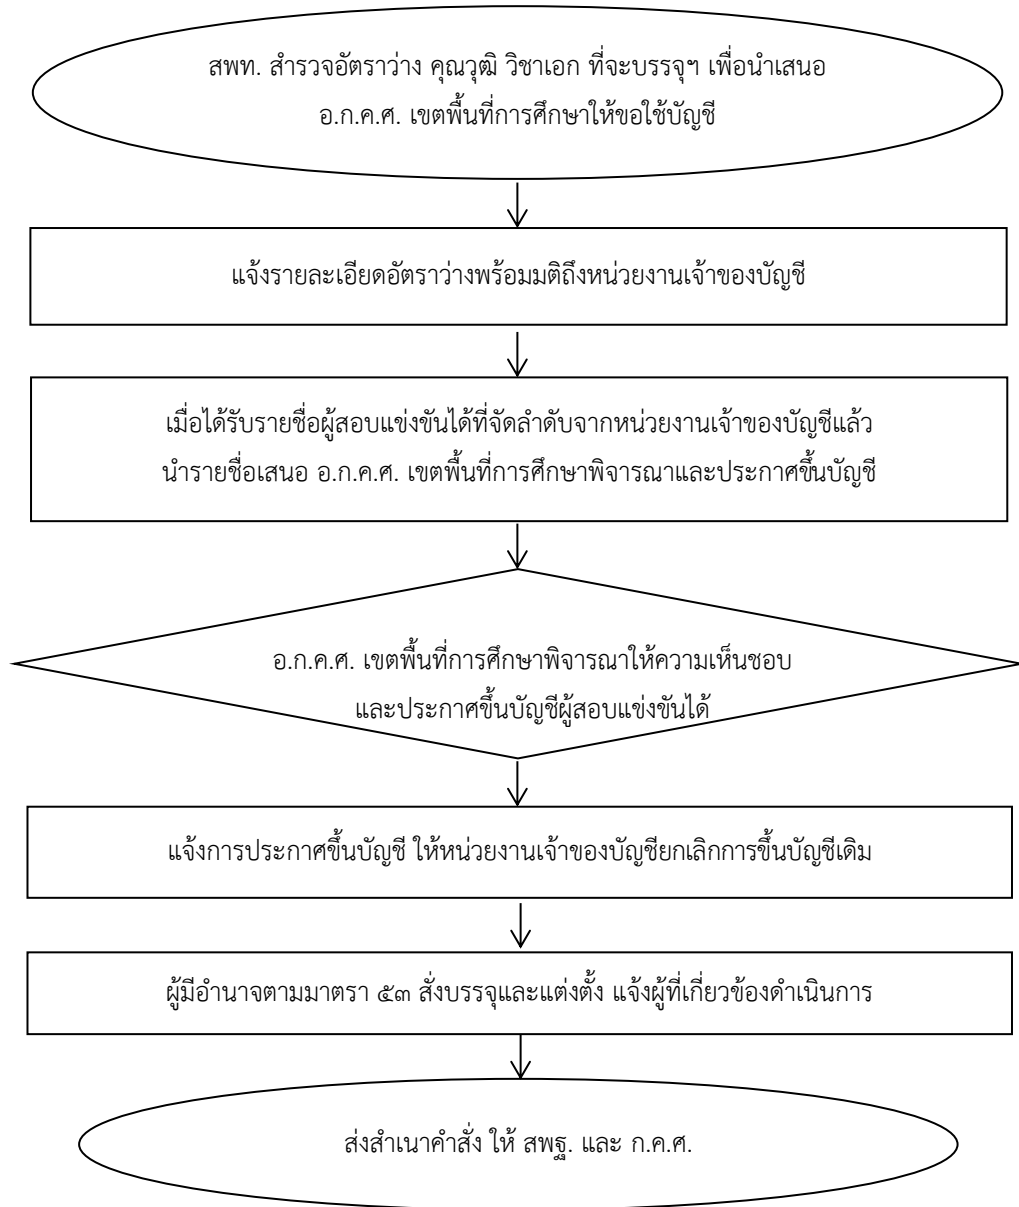 สพท. สำรวจอัตราว่าง คุณวุฒิ วิชาเอก ที่จะบรรจุฯ เพื่อนำเสนอ
อ.ก.ค.ศ. เขตพื้นที่การศึกษาให้ขอใช้บัญชี
แจ้งรายละเอียดอัตราว่างพร้อมมติถึงหน่วยงานเจ้าของบัญชี
เมื่อได้รับรายชื่อผู้สอบแข่งขันได้ที่จัดลำดับจากหน่วยงานเจ้าของบัญชีแล้ว
นำรายชื่อเสนอ อ.ก.ค.ศ. เขตพื้นที่การศึกษาพิจารณาและประกาศขึ้นบัญชี
อ.ก.ค.ศ. เขตพื้นที่การศึกษาพิจารณาให้ความเห็นชอบ
และประกาศขึ้นบัญชีผู้สอบแข่งขันได้
แจ้งการประกาศขึ้นบัญชี ให้หน่วยงานเจ้าของบัญชียกเลิกการขึ้นบัญชีเดิม
ผู้มีอำนาจตามมาตรา ๕๓ สั่งบรรจุและแต่งตั้ง แจ้งผู้ที่เกี่ยวข้องดำเนินการ
ส่งสำเนาคำสั่ง ให้ สพฐ. และ ก.ค.ศ.